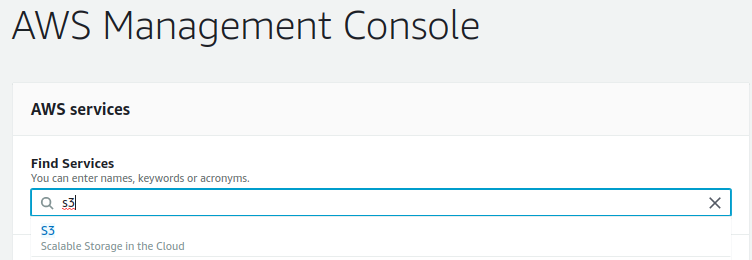 AWS Management Console
AWS services
Find Services
You can enter names, keywords or acronyms.
s3
S3
Scalable Storage in the Cloud